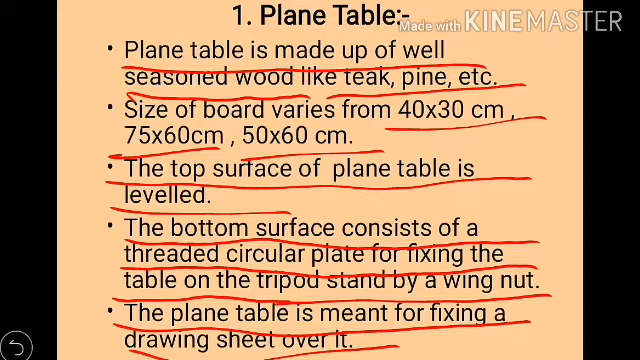 1. Plane Table:-
Made with KINEMASTER
• Plane table is made up of well
seasoned wood like teak, pine, etc.
• Size of board varies from 40x30 cm ,
75x60cm , 50x60 cm.
• The top surface of plane table is
levelled.
• The bottom surface consists of a
threaded circular plate for fixing the
table on the tripod stand by a wing nut.
• The plane table is meant for fixing a
drawing sheet over it.